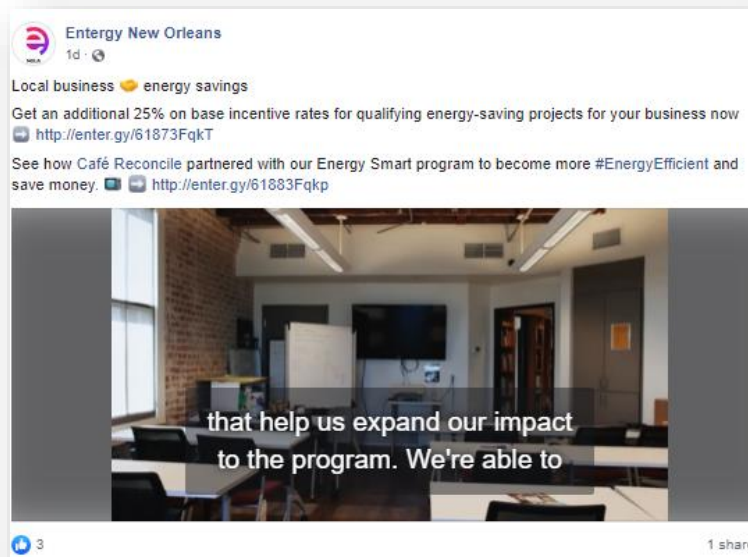 Entergy New Orleans
1d
Local business 🤝 energy savings
Get an additional 25% on base incentive rates for qualifying energy-saving projects for your business now
➡️ http://enter.gy/61873FqkT
See how Café Reconcile partnered with our Energy Smart program to become more #EnergyEfficient and
save money. 📺 ➡️ http://enter.gy/61883Fqkp
that help us expand our impact
to the program. We're able to
3
1 share